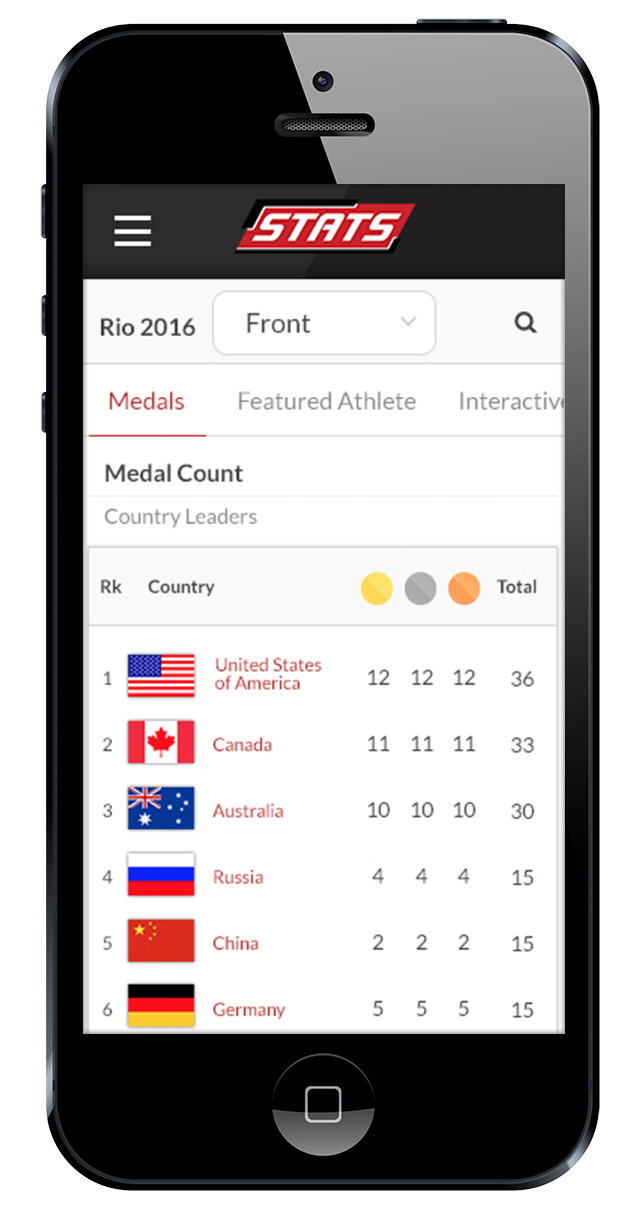 STATS
Rio 2016 Front
Medals Featured Athlete Interactive
Medal Count
Country Leaders
Rk Country Total
1 United States
of America 12 12 12 36
2 Canada 11 11 11 33
3 Australia 10 10 10 30
4 Russia 4 4 4 15
5 China 2 2 2 15
6 Germany 5 5 5 15